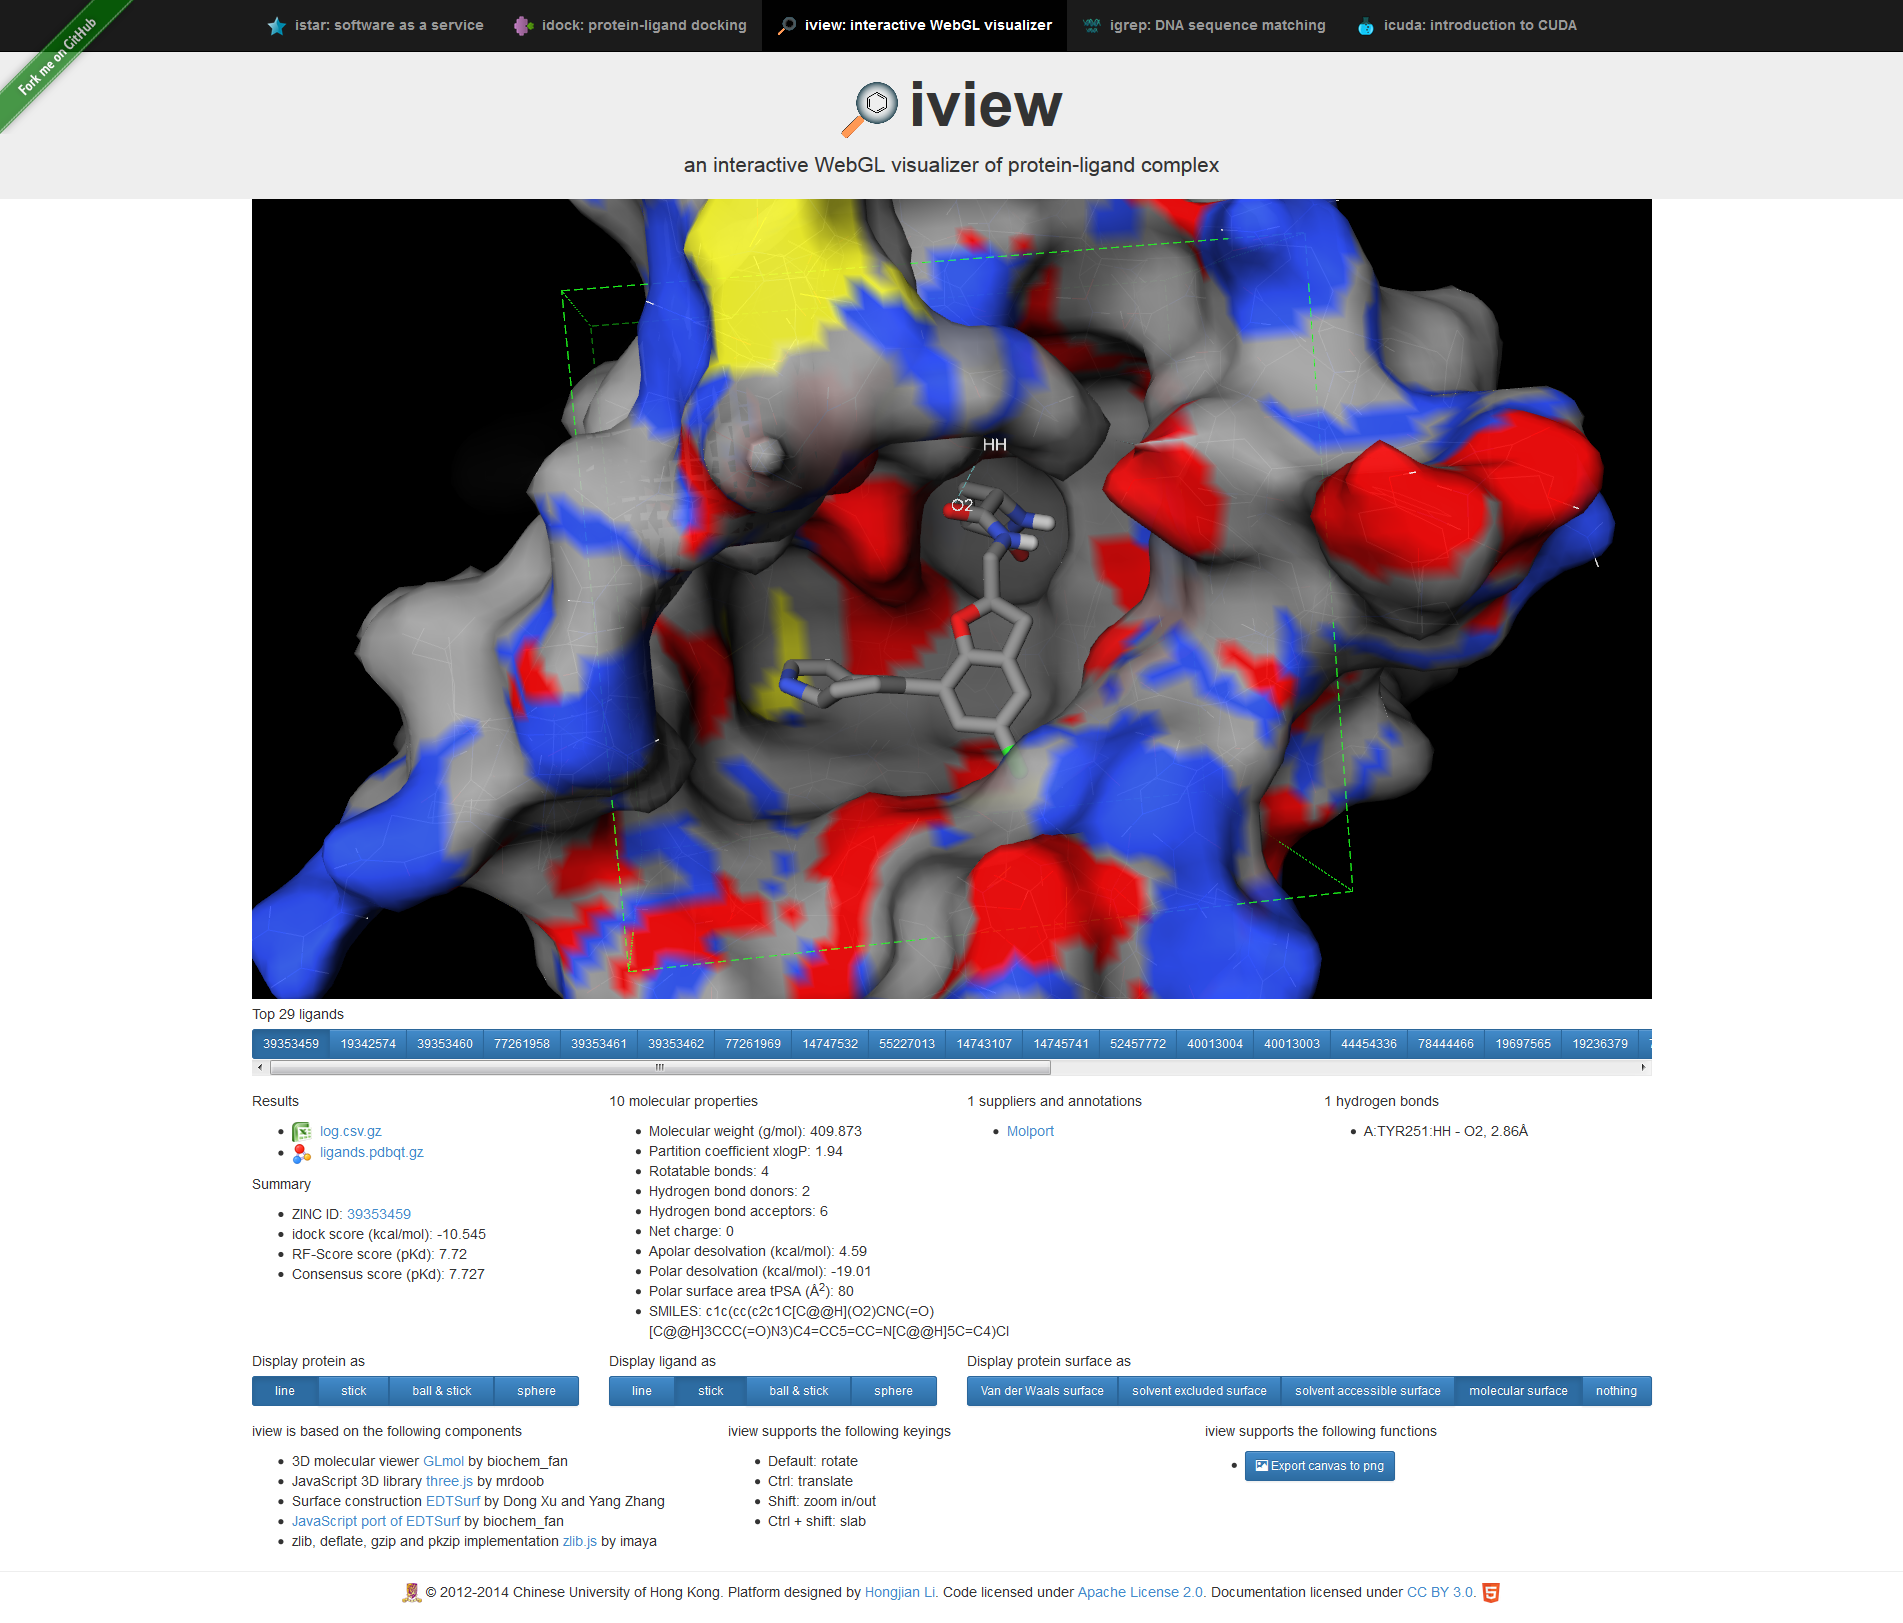 Fork me on GitHub
istar: software as a service idock: protein-ligand docking iview: interactive WebGL visualizer igrep: DNA sequence matching icuda: introduction to CUDA
iview
an interactive WebGL visualizer of protein-ligand complex
HH
O2
Top 29 ligands
39353459 19342574 39353460 77261958 39353461 39353462 77261969 14747532 55227013 14743107 14745741 52457772 40013004 40013003 44454336 78444466 19697565 19236379
Results
log.csv.gz
ligands.pdbqt.gz
Summary
ZINC ID: 39353459
idock score (kcal/mol): -10.545
RF-Score score (pKd): 7.72
Consensus score (pKd): 7.727
10 molecular properties
Molecular weight (g/mol): 409.873
Partition coefficient xlogP: 1.94
Rotatable bonds: 4
Hydrogen bond donors: 2
Hydrogen bond acceptors: 6
Net charge: 0
Apolar desolvation (kcal/mol): 4.59
Polar desolvation (kcal/mol): -19.01
Polar surface area tPSA (Å²): 80
SMILES: c1c(cc(c2c1C[C@@H](O2)CNC(=O)
[C@@H]3CCC(=O)N3)C4=CC5=CC=N[C@@H]5C=C4)Cl
1 suppliers and annotations
Molport
1 hydrogen bonds
A:TYR251:HH - O2, 2.86Å
Display protein as
line stick ball & stick sphere
Display ligand as
line stick ball & stick sphere
Display protein surface as
Van der Waals surface solvent excluded surface solvent accessible surface molecular surface nothing
iview is based on the following components
3D molecular viewer GLmol by biochem_fan
JavaScript 3D library three.js by mrdoob
Surface construction EDTSurf by Dong Xu and Yang Zhang
JavaScript port of EDTSurf by biochem_fan
zlib, deflate, gzip and pkzip implementation zlib.js by imaya
iview supports the following keyings
Default: rotate
Ctrl: translate
Shift: zoom in/out
Ctrl + shift: slab
iview supports the following functions
Export canvas to png
© 2012-2014 Chinese University of Hong Kong. Platform designed by Hongjian Li. Code licensed under Apache License 2.0. Documentation licensed under CC BY 3.0.